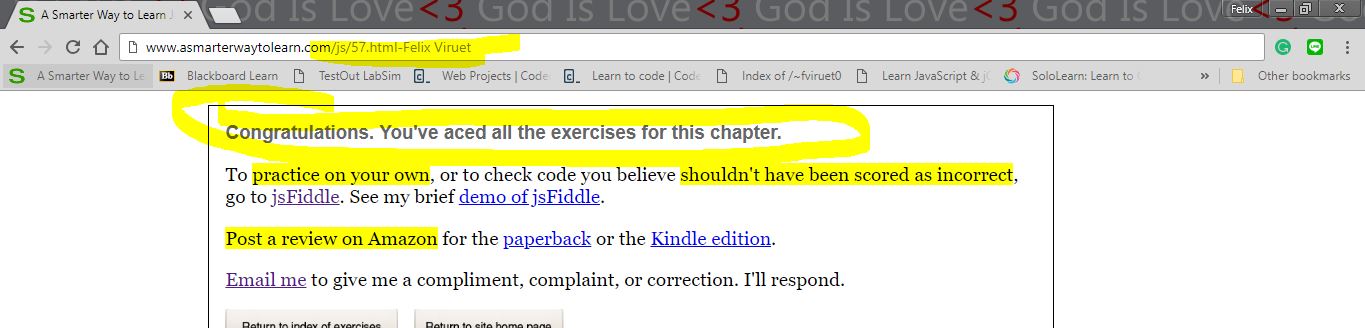 God Is Love<3 God Is Love<3 God Is Love<3
S A Smarter Way to Learn J
Felix
www.asmarterwaytolearn.com/js/57.html-Felix Viruet
S A Smarter Way to Le Bb Blackboard Learn TestOut LabSim Web Projects | Code Learn to code | Code Index of /~fviruet0 Learn JavaScript & j SoloLearn: Learn to » Other bookmarks
Congratulations. You've aced all the exercises for this chapter.
To practice on your own, or to check code you believe shouldn't have been scored as incorrect,
go to jsFiddle. See my brief demo of jsFiddle.
Post a review on Amazon for the paperback or the Kindle edition.
Email me to give me a compliment, complaint, or correction. I'll respond.
Return to index of exercises Return to site home page